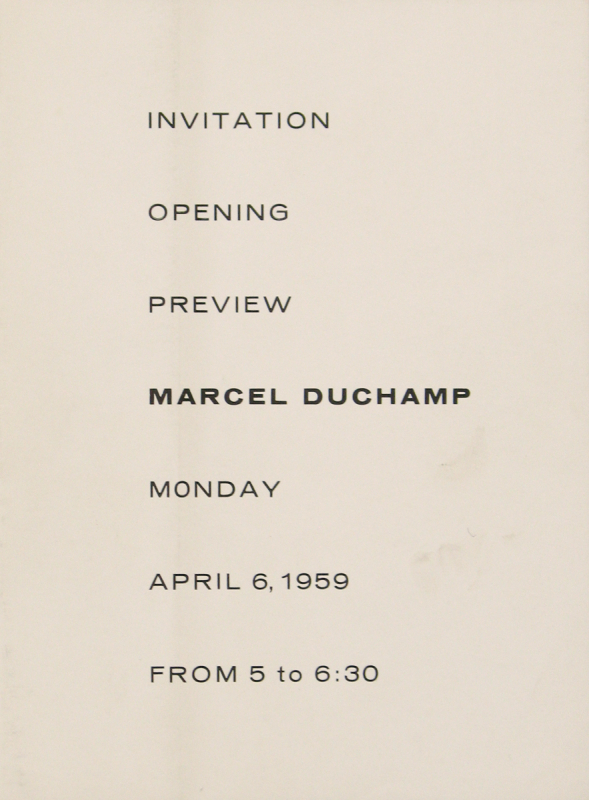 INVITATION
OPENING
PREVIEW
MARCEL DUCHAMP
MONDAY
APRIL 6, 1959
FROM 5 to 6:30